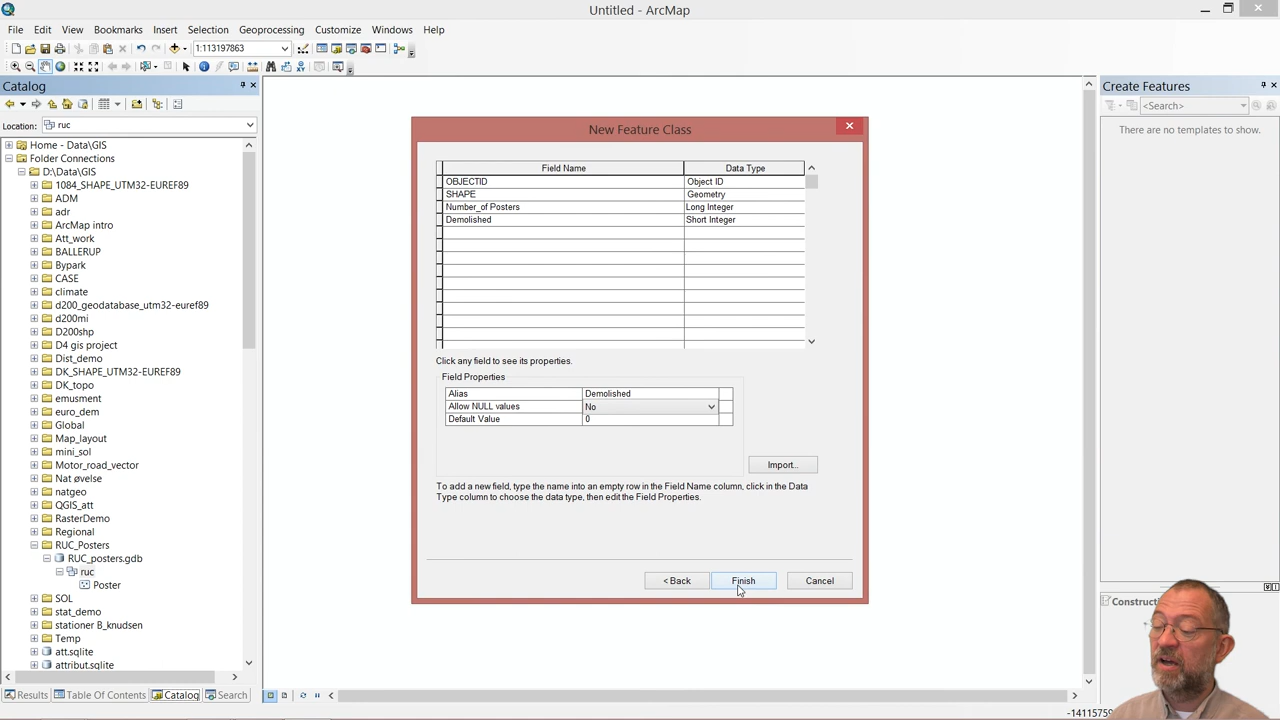 Untitled - ArcMap
File Edit View Bookmarks Insert Selection Geoprocessing Customize Windows Help
1:113197863
Catalog
Location: ruc
Home - Data\GIS
Folder Connections
D:\Data\GIS
1084_SHAPE_UTM32-EUREF89
ADM
adr
ArcMap intro
Att_work
BALLERUP
Bypark
CASE
climate
d200_geodatabase_utm32-euref89
d200mi
D200shp
D4 gis project
Dist_demo
DK_SHAPE_UTM32-EUREF89
DK_topo
emusment
euro_dem
Global
Map_layout
mini_sol
Motor_road_vector
Nat øvelse
natgeo
QGIS_att
RasterDemo
Regional
RUC_Posters
RUC_posters.gdb
ruc
Poster
SOL
stat_demo
stationer B_knudsen
Temp
att.sqlite
attribut.sqlite
Results Table Of Contents Catalog Search
New Feature Class
Field Name Data Type
OBJECTID Object ID
SHAPE Geometry
Number_of Posters Long Integer
Demolished Short Integer
Click any field to see its properties.
Field Properties
Alias Demolished
Allow NULL values No
Default Value 0
Import...
To add a new field, type the name into an empty row in the Field Name column, click in the Data
Type column to choose the data type, then edit the Field Properties.
< Back Finish Cancel
Create Features
<Search>
There are no templates to show.
Constructi
-14115759